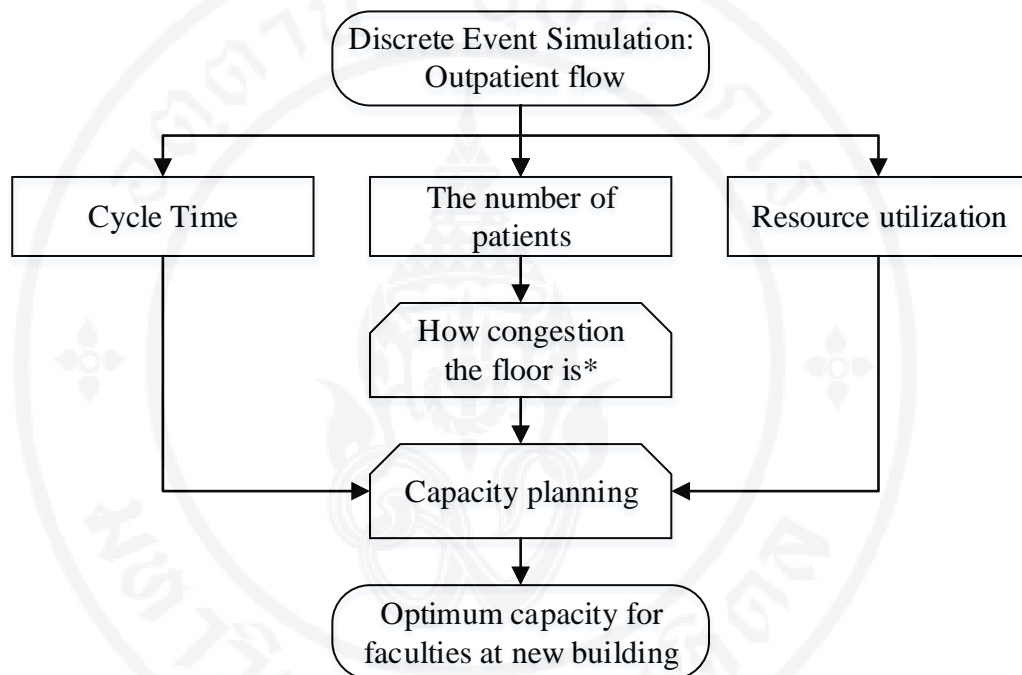 Discrete Event Simulation:
Outpatient flow
Cycle Time
The number of
patients
Resource utilization
How congestion
the floor is*
Capacity planning
Optimum capacity for
faculties at new building